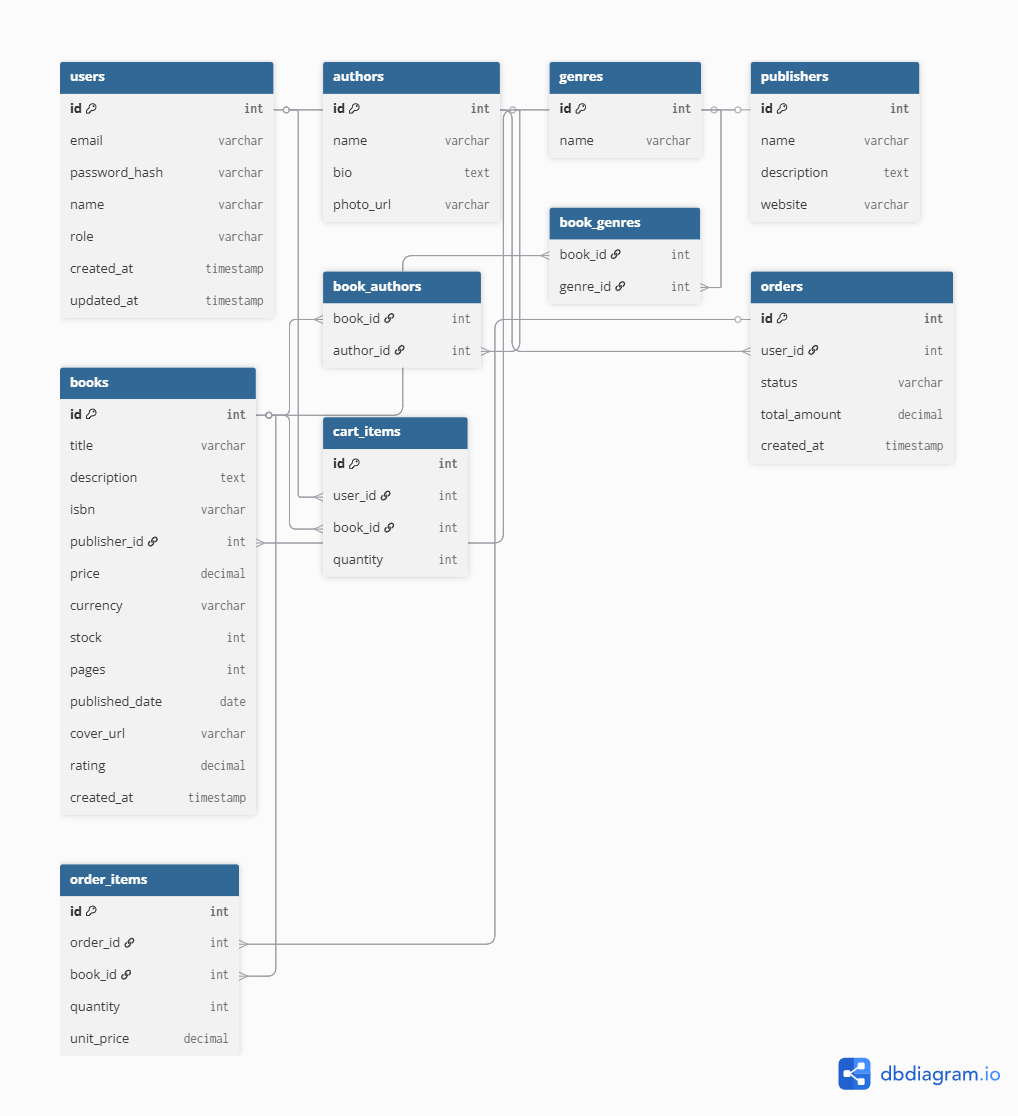 users
id int
email varchar
password_hash varchar
name varchar
role varchar
created_at timestamp
updated_at timestamp
authors
id int
name varchar
bio text
photo_url varchar
genres
id int
name varchar
publishers
id int
name varchar
description text
website varchar
book_genres
book_id int
genre_id int
book_authors
book_id int
author_id int
orders
id int
user_id int
status varchar
total_amount decimal
created_at timestamp
books
id int
title varchar
description text
isbn varchar
publisher_id int
price decimal
currency varchar
stock int
pages int
published_date date
cover_url varchar
rating decimal
created_at timestamp
cart_items
id int
user_id int
book_id int
quantity int
order_items
id int
order_id int
book_id int
quantity int
unit_price decimal
dbdiagram.io